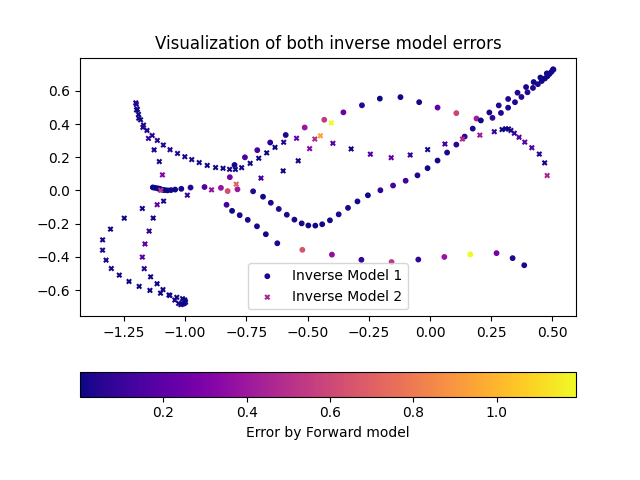 Visualization of both inverse model errors
0.6
0.4
0.2
0.0
−0.2
−0.4
−0.6
Inverse Model 1
Inverse Model 2
−1.25 −1.00 −0.75 −0.50 −0.25 0.00 0.25 0.50
0.2 0.4 0.6 0.8 1.0
Error by Forward model